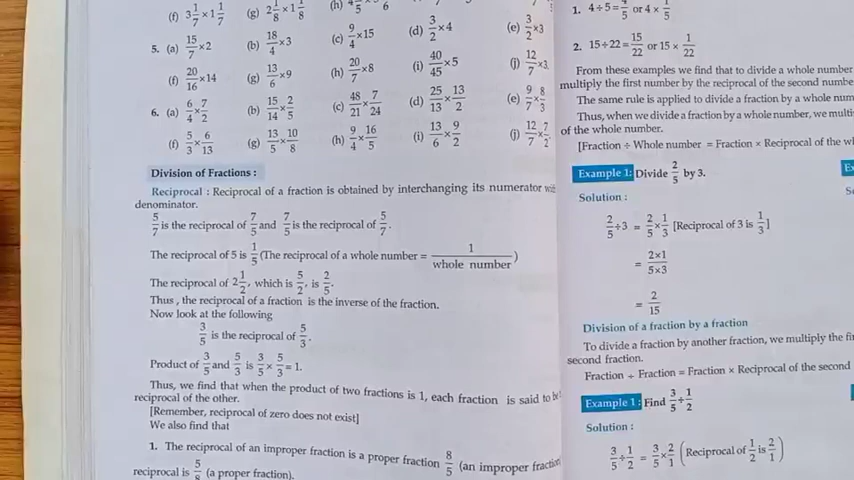 (f) 3 1/7 × 1 1/7 (g) 2 1/8 × 1 1/8 (h)
5. (a) 15/7 × 2 (b) 18/4 × 3 (c) 9/4 × 15 (d) 3/2 × 4 (e) 3/2 × 3
(f) 20/16 × 14 (g) 13/6 × 9 (h) 20/7 × 8 (i) 40/45 × 5 (j) 12/7 × 3
6. (a) 6/4 × 7/2 (b) 15/14 × 2/5 (c) 48/21 × 7/24 (d) 25/13 × 13/2 (e) 9/8 × 8/3
(f) 5/3 × 6/13 (g) 13/5 × 10/8 (h) 9/4 × 16/5 (i) 13/6 × 9/2 (j) 12/7 × 7/2
Division of Fractions :
Reciprocal : Reciprocal of a fraction is obtained by interchanging its numerator
denominator.
5/7 is the reciprocal of 7/5 and 7/5 is the reciprocal of 5/7.
The reciprocal of 5 is 1/5 (The reciprocal of a whole number = 1/whole number)
The reciprocal of 2 1/2, which is 5/2, is 2/5.
Thus, the reciprocal of a fraction is the inverse of the fraction.
Now look at the following
3/5 is the reciprocal of 5/3.
Product of 3/5 and 5/3 is 3/5 × 5/3 = 1.
Thus, we find that when the product of two fractions is 1, each fraction is said to be
reciprocal of the other.
[Remember, reciprocal of zero does not exist]
We also find that
1. The reciprocal of an improper fraction is a proper fraction 8/5 (an improper fraction
reciprocal is 5/8 (a proper fraction).
1. 4÷5 = 4/5 or 4 × 1/5
2. 15÷22 = 15/22 or 15 × 1/22
From these examples we find that to divide a whole number
multiply the first number by the reciprocal of the second numbe
The same rule is applied to divide a fraction by a whole num
Thus, when we divide a fraction by a whole number, we multi
of the whole number.
[Fraction ÷ Whole number = Fraction × Reciprocal of the wh
Example 1: Divide 2/5 by 3.
Solution :
2/5 ÷ 3 = 2/5 × 1/3 [Reciprocal of 3 is 1/3]
= 2×1/5×3
= 2/15
Division of a fraction by a fraction
To divide a fraction by another fraction, we multiply the fi
second fraction.
Fraction ÷ Fraction = Fraction × Reciprocal of the second
Example 1: Find 3/5 ÷ 1/2
Solution :
3/5 ÷ 1/2 = 3/5 × 2/1 (Reciprocal of 1/2 is 2/1)